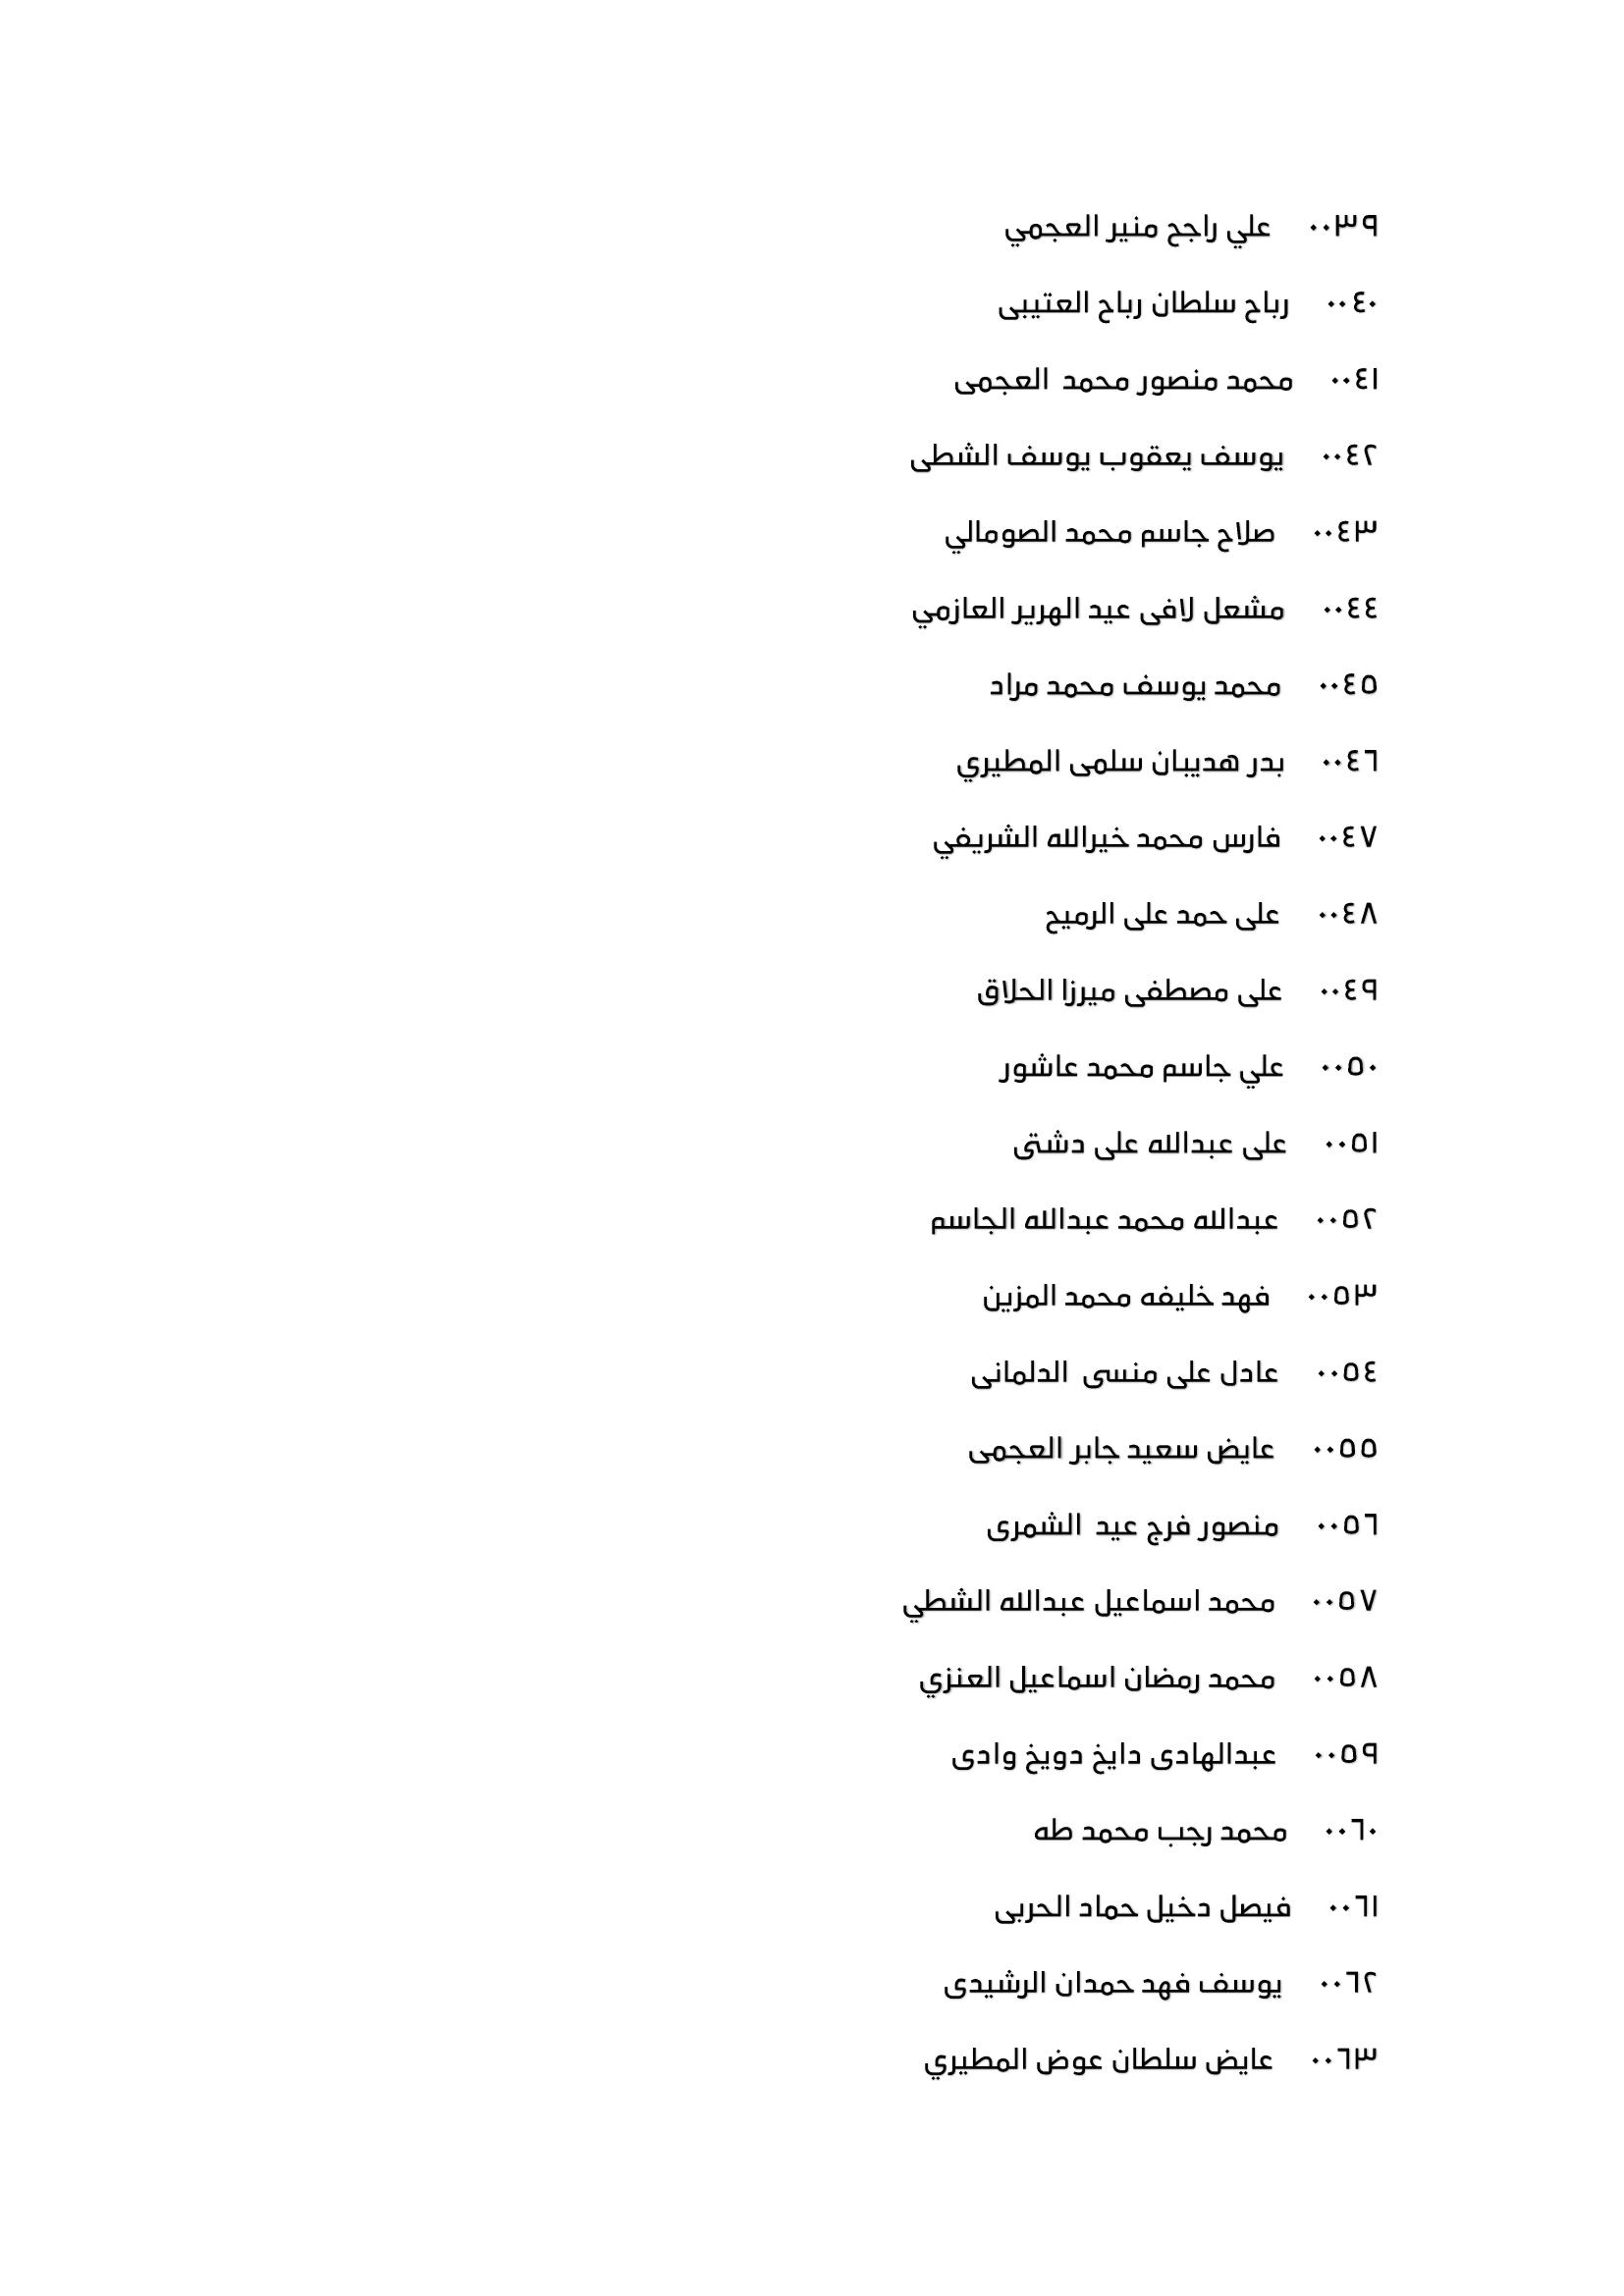 ٠٠٣٩ علي راجح منير العجمي
٠٠٤٠ رباح سلطان رباح العتيبى
٠٠٤١ محمد منصور محمد العجمى
٠٠٤٢ يوسف يعقوب يوسف الشطى
٠٠٤٣ صلاح جاسم محمد الصومالي
٠٠٤٤ مشعل لافى عيد الهرير العازمي
٠٠٤٥ محمد يوسف محمد مراد
٠٠٤٦ بدر هديبان سلمى المطيري
٠٠٤٧ فارس محمد خيرالله الشريفي
٠٠٤٨ على حمد على الرميح
٠٠٤٩ على مصطفى ميرزا الحلاق
٠٠٥٠ علي جاسم محمد عاشور
٠٠٥١ على عبدالله على دشتى
٠٠٥٢ عبدالله محمد عبدالله الجاسم
٠٠٥٣ فهد خليفه محمد المزين
٠٠٥٤ عادل على منسى الدلمانى
٠٠٥٥ عايض سعيد جابر العجمى
٠٠٥٦ منصور فرج عيد الشمرى
٠٠٥٧ محمد اسماعيل عبدالله الشطي
٠٠٥٨ محمد رمضان اسماعيل العنزي
٠٠٥٩ عبدالهادى دايخ دويخ وادى
٠٠٦٠ محمد رجب محمد طه
٠٠٦١ فيصل دخيل حماد الحربى
٠٠٦٢ يوسف فهد حمدان الرشيدى
٠٠٦٣ عايض سلطان عوض المطيري